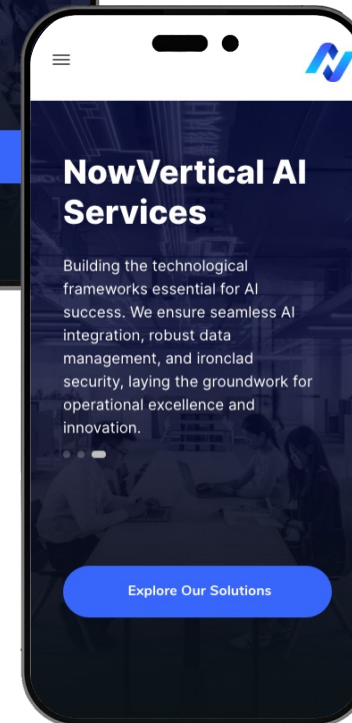 NowVertical AI
Services
Building the technological
frameworks essential for AI
success. We ensure seamless AI
integration, robust data
management, and ironclad
security, laying the groundwork for
operational excellence and
innovation.
Explore Our Solutions